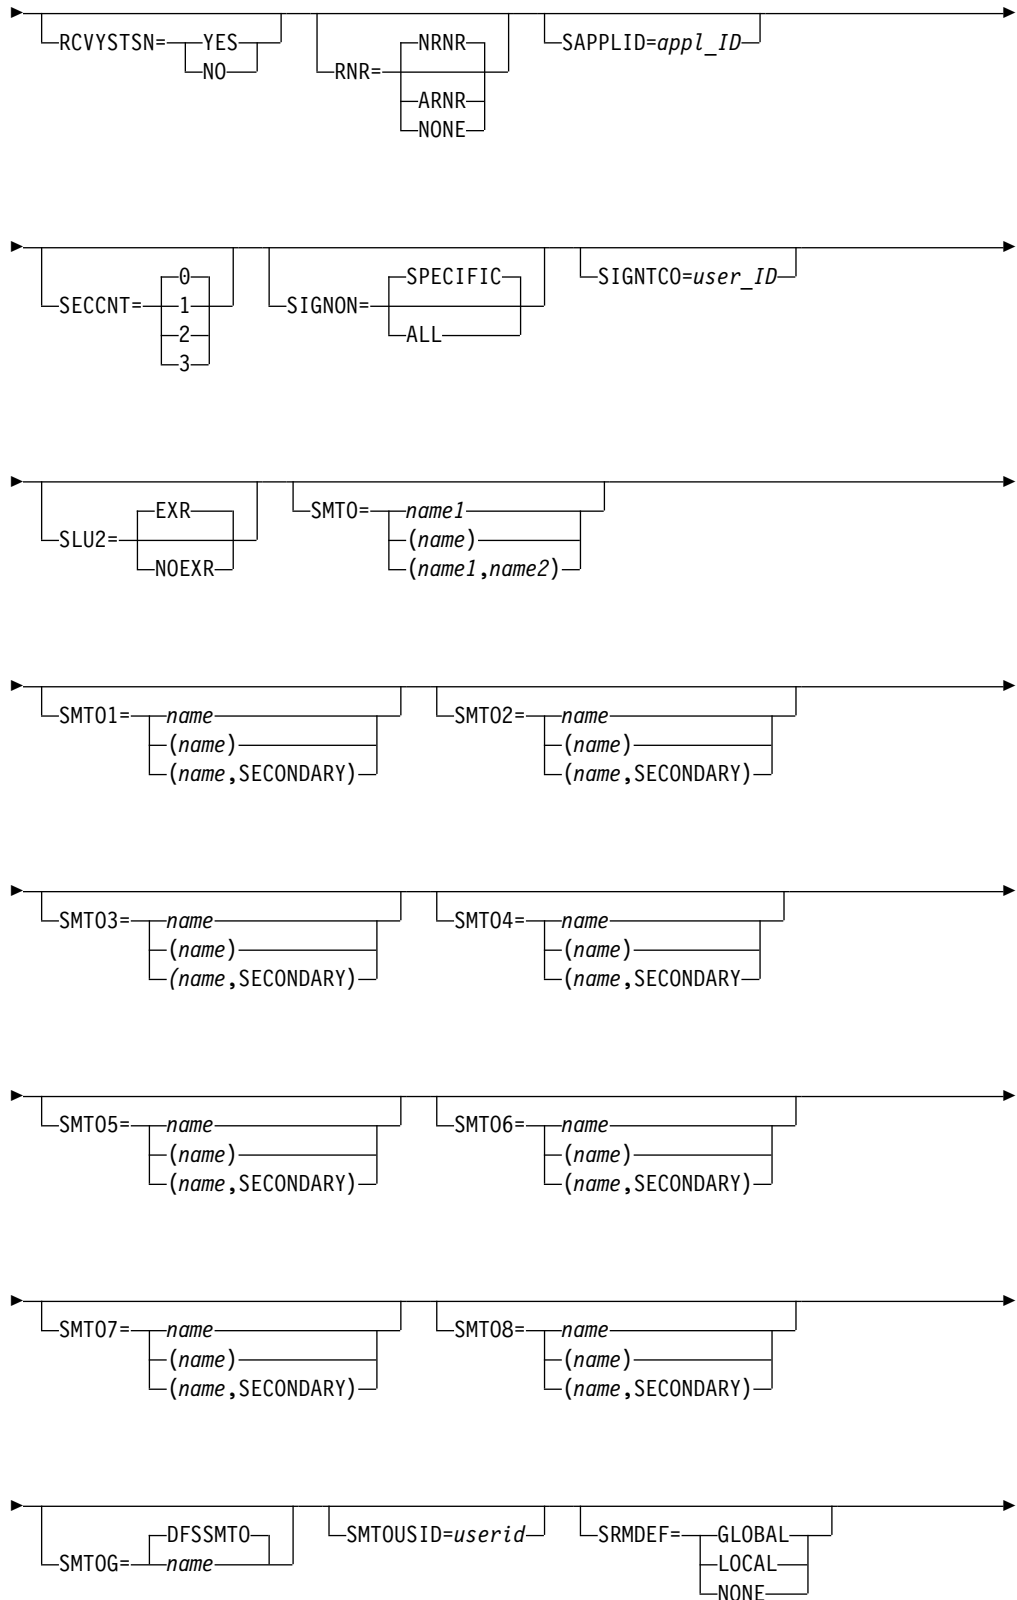 RCVYSTSN= YES
NO
NRNR
RNR=
ARNR
NONE
SAPPLID=appl_ID
0
SECCNT= 1
2
3
SPECIFIC
SIGNON=
ALL
SIGNTCO=user_ID
EXR
SLU2=
NOEXR
SMTO= name1
(name)
(name1,name2)
SMTO1= name
(name)
(name,SECONDARY)
SMTO2= name
(name)
(name,SECONDARY)
SMTO3= name
(name)
(name,SECONDARY)
SMTO4= name
(name)
(name,SECONDARY
SMTO5= name
(name)
(name,SECONDARY)
SMTO6= name
(name)
(name,SECONDARY)
SMTO7= name
(name)
(name,SECONDARY)
SMTO8= name
(name)
(name,SECONDARY)
DFSSMTO
SMTOG= name
SMTOUSID=userid
SRMDEF= GLOBAL
LOCAL
NONE